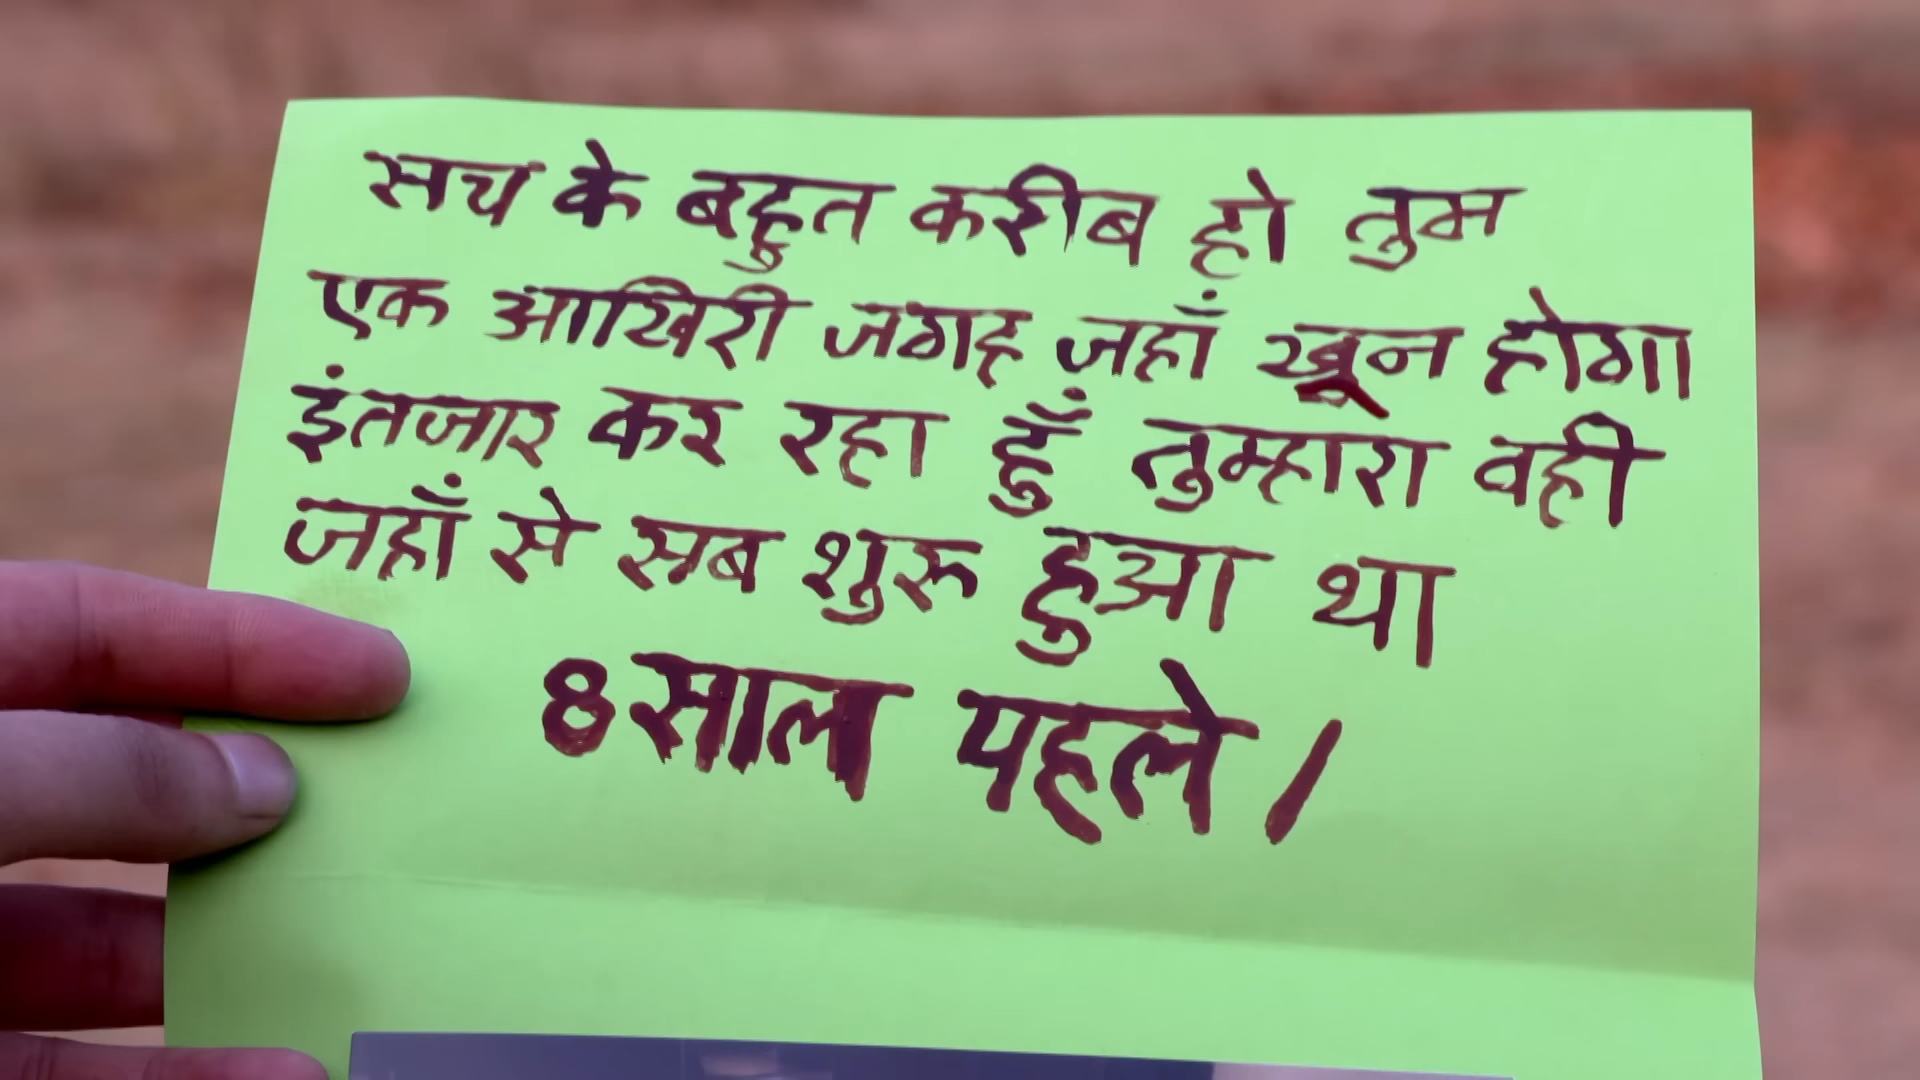 सच के बहुत करीब हो तुम
एक आखिरी जगह जहाँ खून होगा
इंतजार कर रहा हुँ तुम्हारा वही
जहाँ से सब शुरू हुआ था
8 साल पहले /